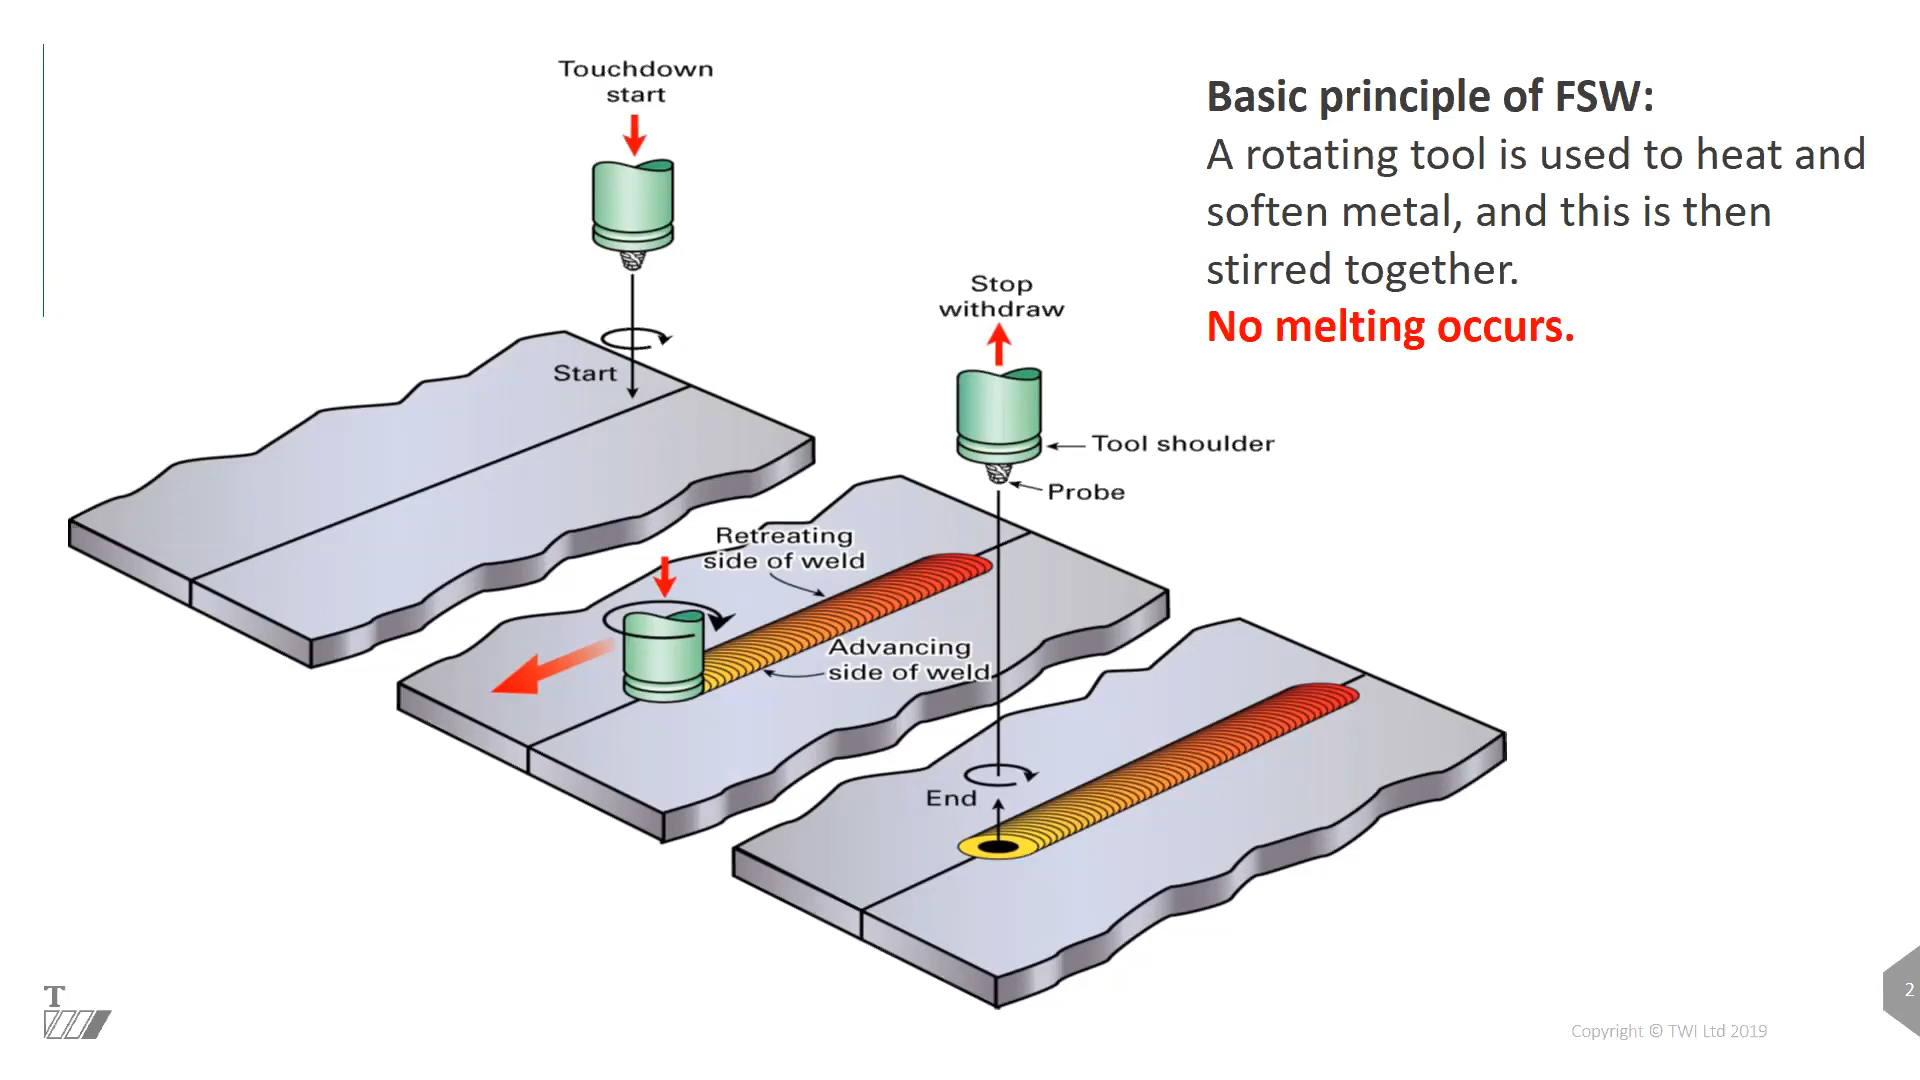 Touchdown
start
Basic principle of FSW:
A rotating tool is used to heat and
soften metal, and this is then
stirred together.
No melting occurs.
Stop
withdraw
Start
Tool shoulder
Probe
Retreating
side of weld
Advancing
side of weld
End
T
2
Copyright © TWI Ltd 2019